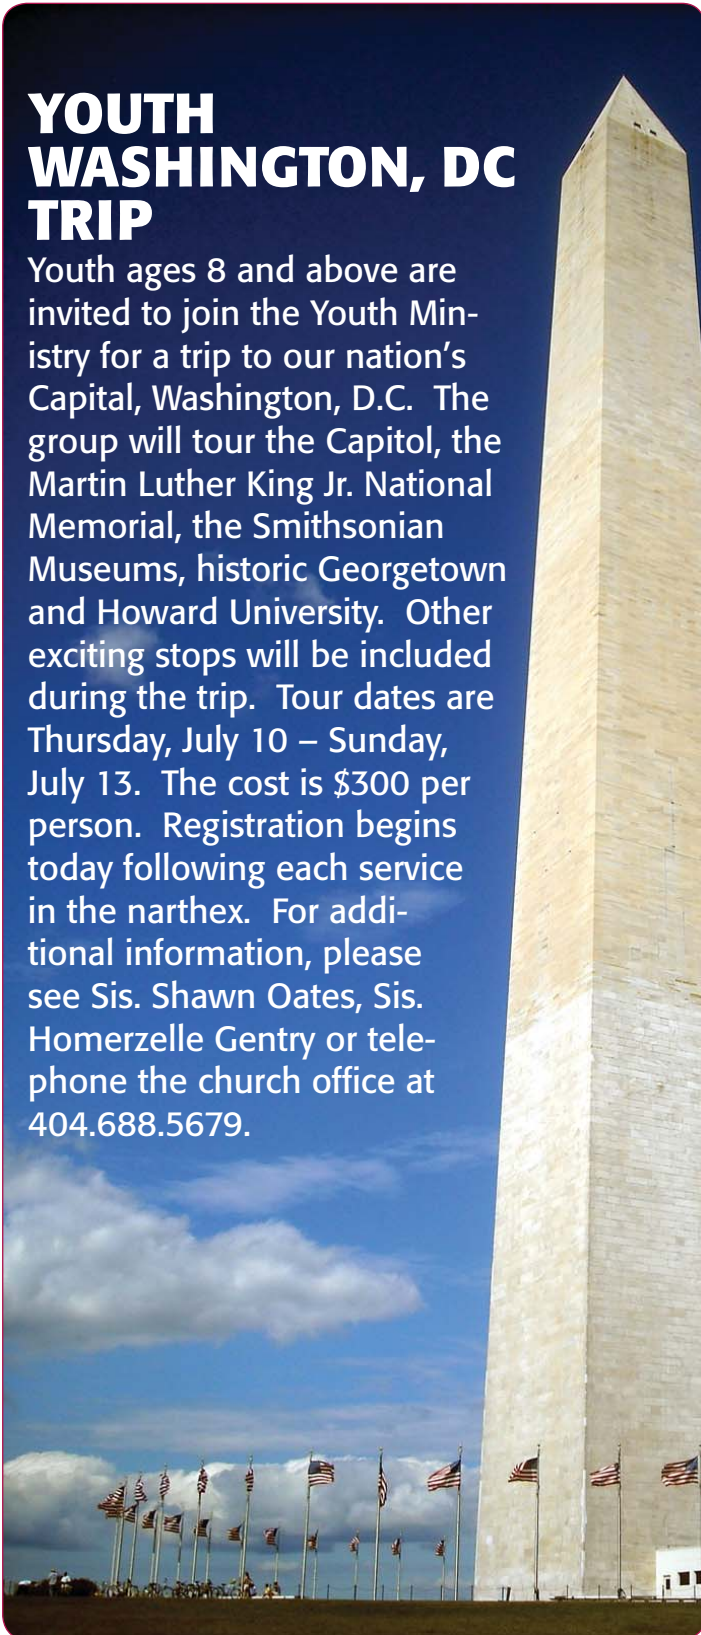 YOUTH
WASHINGTON, DC
TRIP
Youth ages 8 and above are
invited to join the Youth Min-
istry for a trip to our nation’s
Capital, Washington, D.C.  The
group will tour the Capitol, the
Martin Luther King Jr. National
Memorial, the Smithsonian
Museums, historic Georgetown
and Howard University.  Other
exciting stops will be included
during the trip.  Tour dates are
Thursday, July 10 – Sunday,
July 13.  The cost is $300 per
person.  Registration begins
today following each service
in the narthex.  For addi-
tional information, please
see Sis. Shawn Oates, Sis.
Homerzelle Gentry or tele-
phone the church office at
404.688.5679.